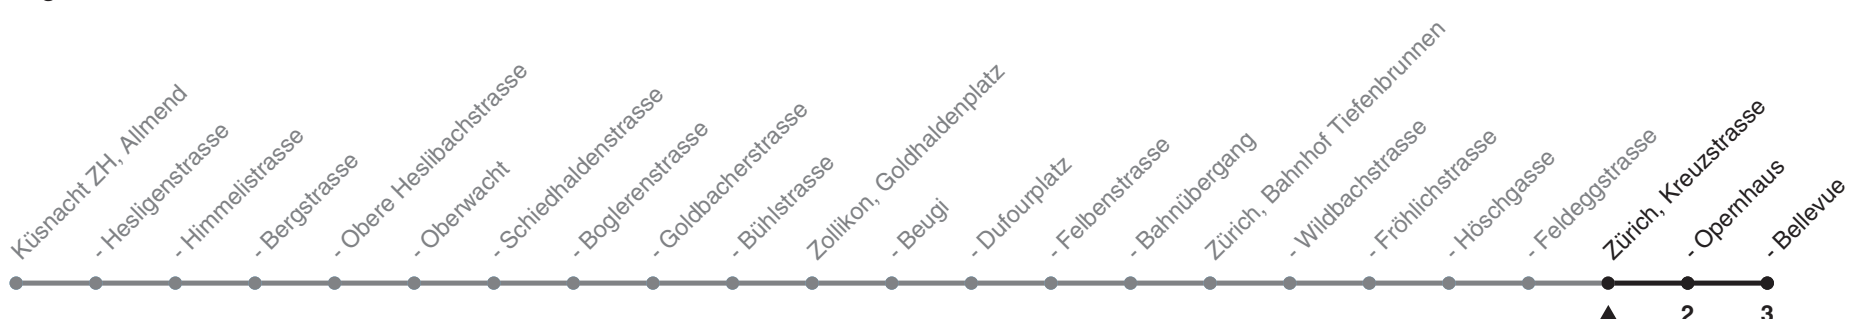 Küsnacht ZH, Allmend
- Hesligenstrasse
- Himmelistrasse
- Bergstrasse
- Obere Heslibachstrasse
- Oberwacht
- Schiedhaldenstrasse
- Boglerenstrasse
- Goldbacherstrasse
- Bühlstrasse
Zollikon, Goldhaldenplatz
- Beugi
- Dufourplatz
- Felbenstrasse
- Bahnübergang
Zürich, Bahnhof Tiefenbrunnen
- Wildbachstrasse
- Fröhlichstrasse
- Höschgasse
- Feldeggstrasse
Zürich, Kreuzstrasse
- Opernhaus
- Bellevue
2 3